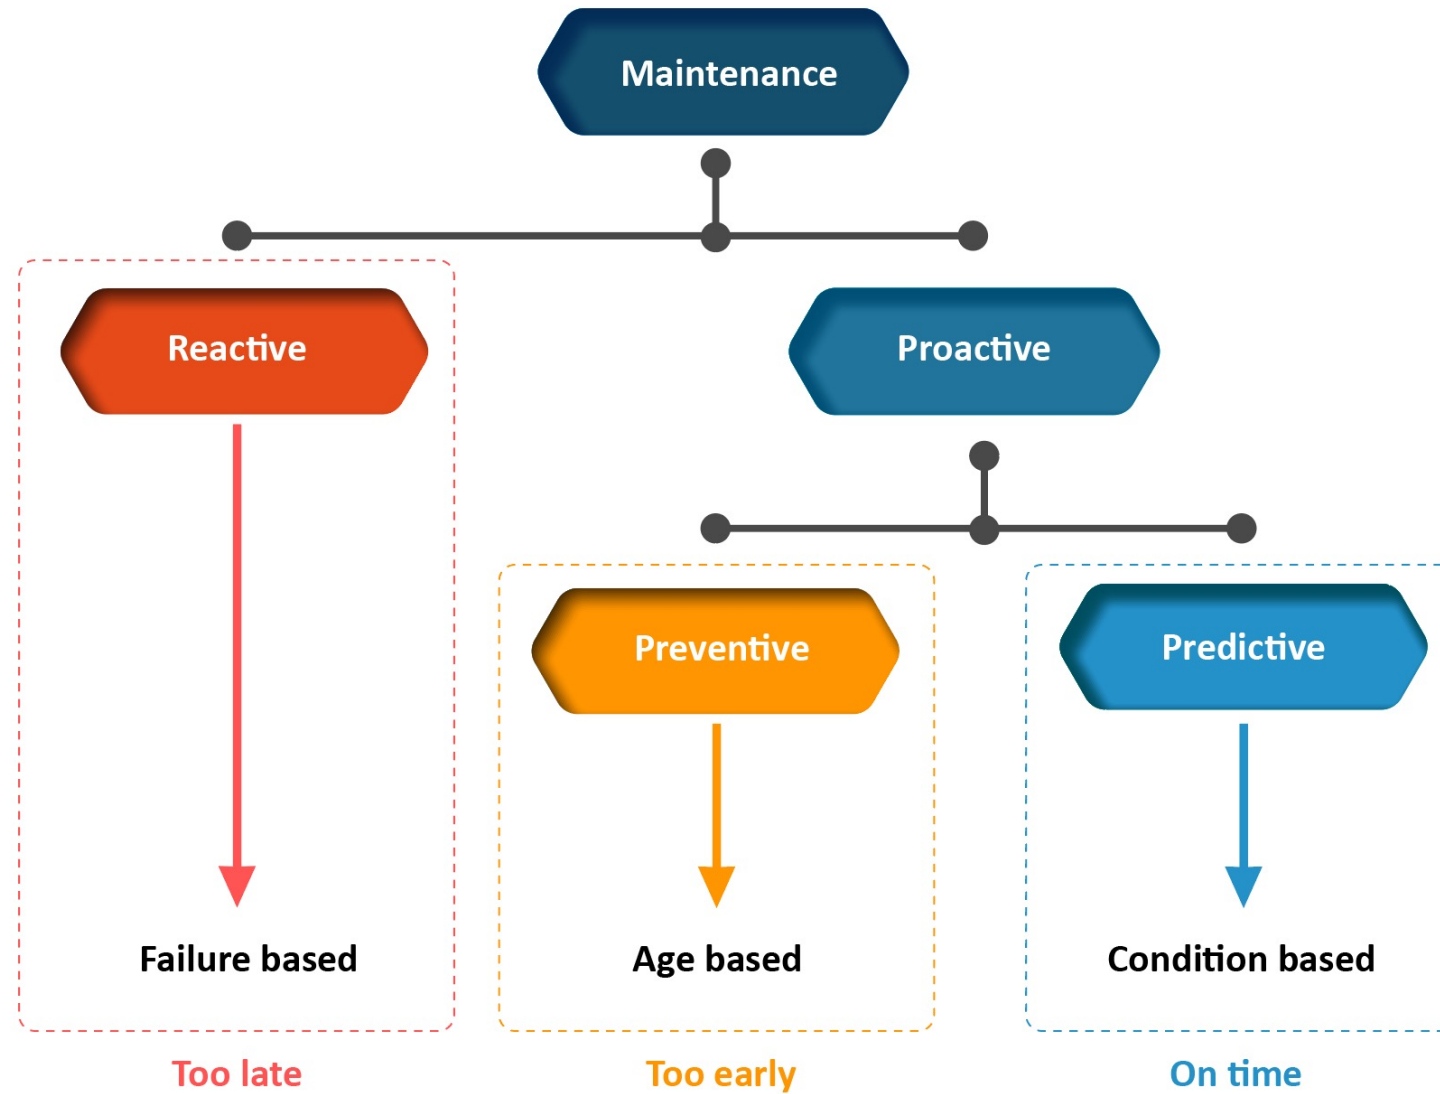 Maintenance
Reactive
Proactive
Preventive
Predictive
Failure based
Age based
Condition based
Too late
Too early
On time